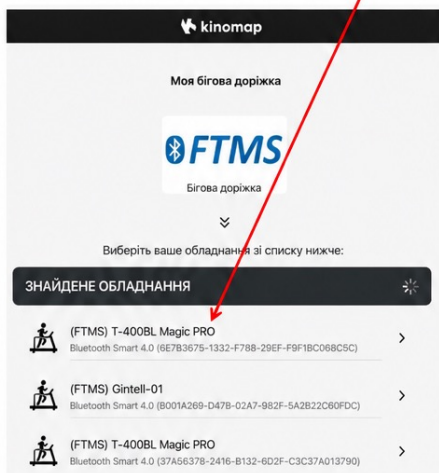 kinomap
Моя бігова доріжка
FTMS
Бігова доріжка
Виберіть ваше обладнання зі списку нижче:
ЗНАЙДЕНЕ ОБЛАДНАННЯ
(FTMS) T-400BL Magic PRO
Bluetooth Smart 4.0 (6E7B3675-1332-F788-29EF-F9F1BC068C5C)
(FTMS) Gintell-01
Bluetooth Smart 4.0 (B001A269-D47B-02A7-982F-5A2B22C60FDC)
(FTMS) T-400BL Magic PRO
Bluetooth Smart 4.0 (37A56378-2416-B132-6D2F-C3C37A013790)